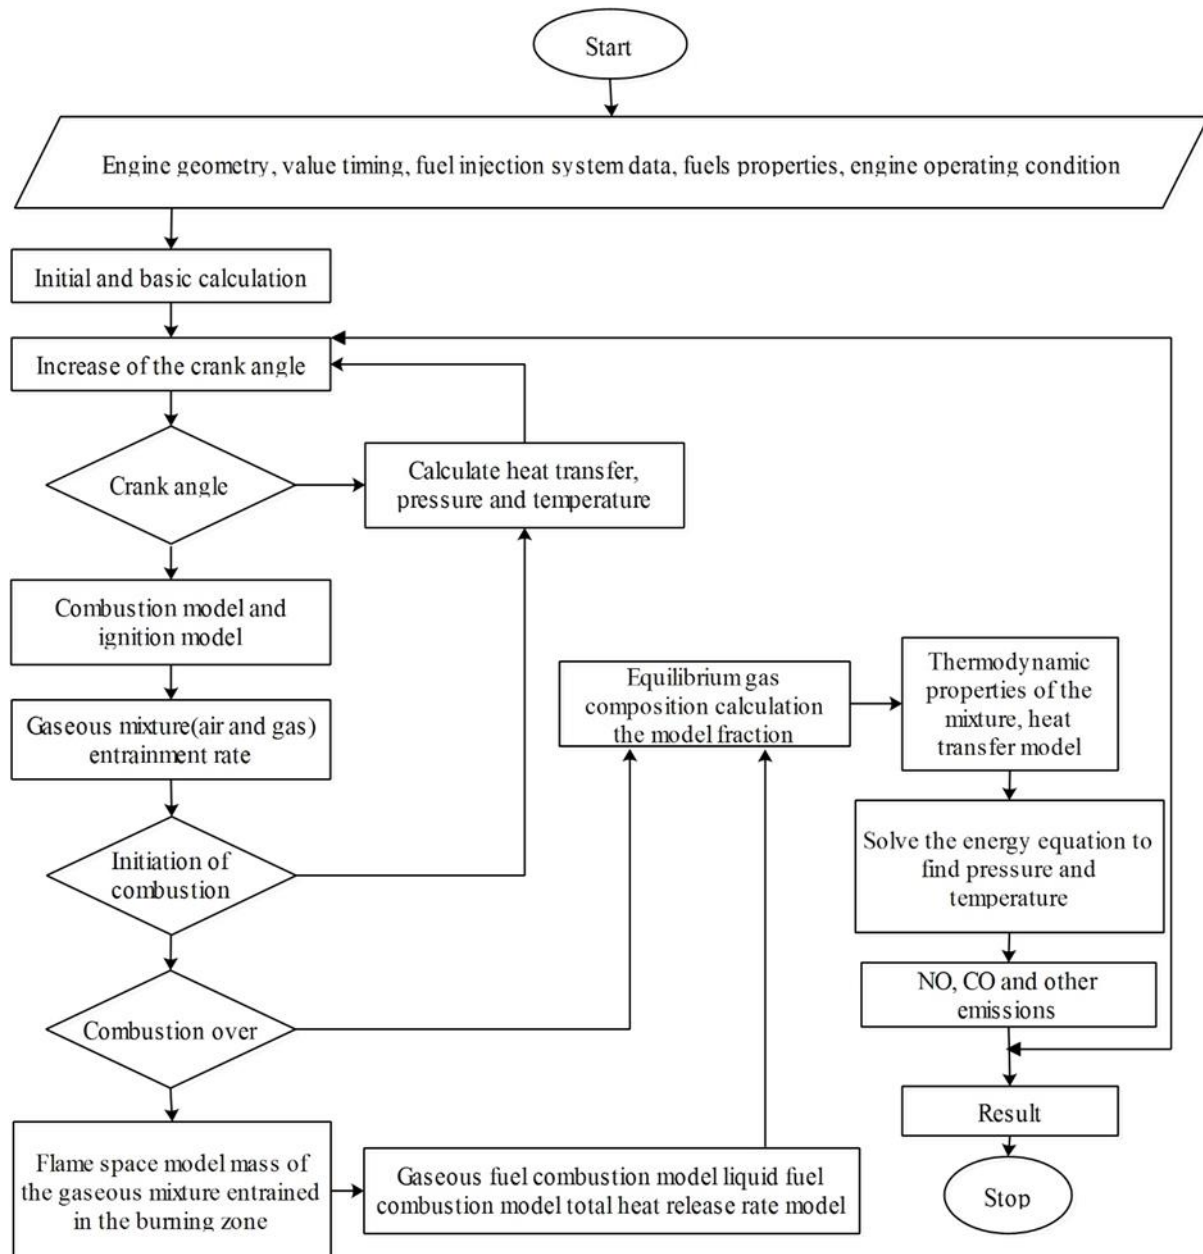 Start
Engine geometry, value timing, fuel injection system data, fuels properties, engine operating condition
Initial and basic calculation
Increase of the crank angle
Crank angle
Calculate heat transfer,
pressure and temperature
Combustion model and
ignition model
Gaseous mixture(air and gas)
entrainment rate
Initiation of
combustion
Combustion over
Flame space model mass of
the gaseous mixture entrained
in the burning zone
Gaseous fuel combustion model liquid fuel
combustion model total heat release rate model
Equilibrium gas
composition calculation
the model fraction
Thermodynamic
properties of the
mixture, heat
transfer model
Solve the energy equation to
find pressure and
temperature
NO, CO and other
emissions
Result
Stop